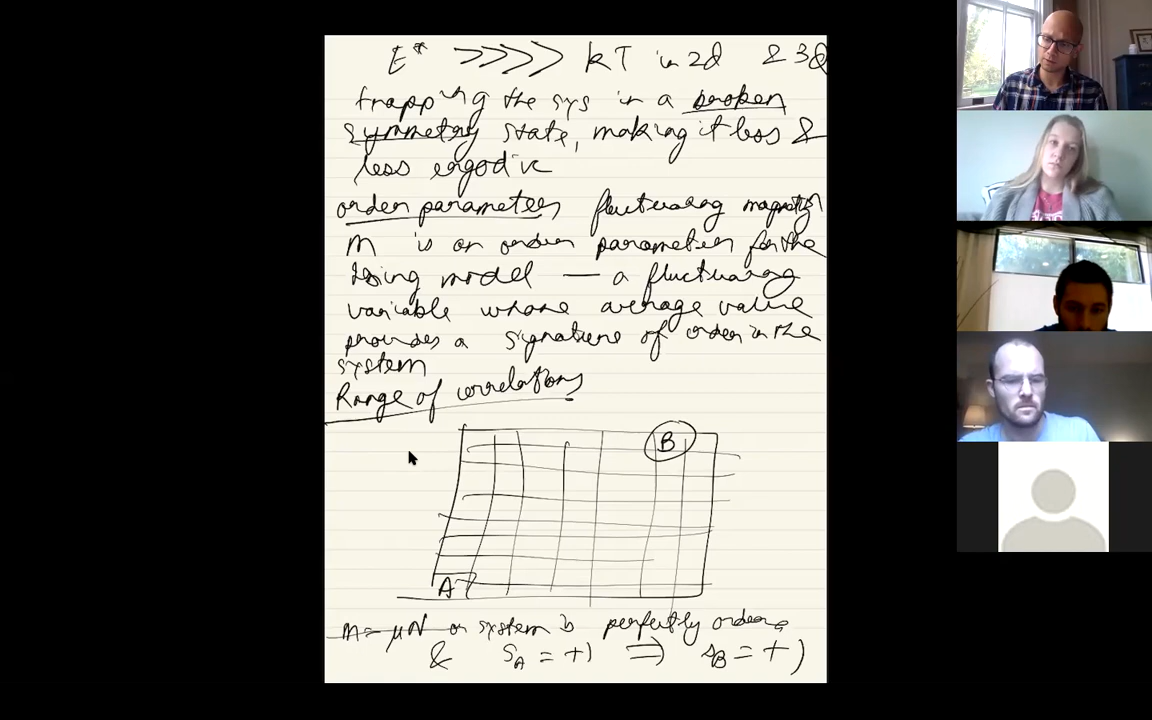 E* >>>> kT in 2d & 3d
trapping the sys in a broken
symmetry state, making it less &
less ergodic
order parameters fluctuating magnetiz
M is an order parameter for the
Ising model — a fluctuating
variable whose average value
provides a signature of order in the
system
Range of correlations
B
A
M = μN or system is perfectly ordered
& S_A = +1 ⇒ s_B = +1